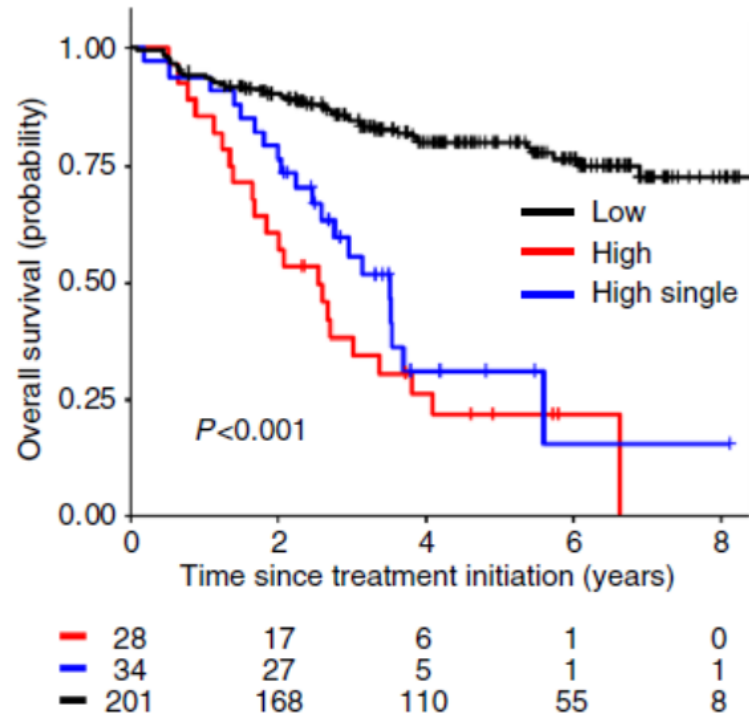 1.00
0.75
0.50
0.25
0.00
Overall survival (probability)
Low
High
High single
P<0.001
0 2 4 6 8
Time since treatment initiation (years)
28 17 6 1 0
34 27 5 1 1
201 168 110 55 8